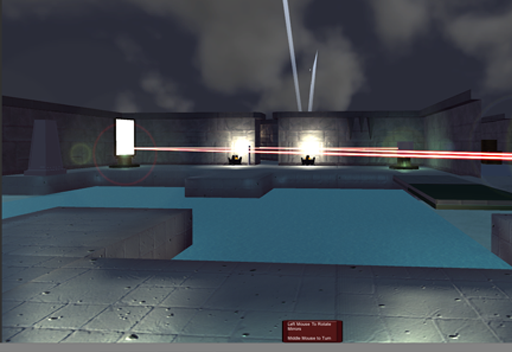 Left Mouse To Rotate
Mirrors
Middle Mouse to Turn